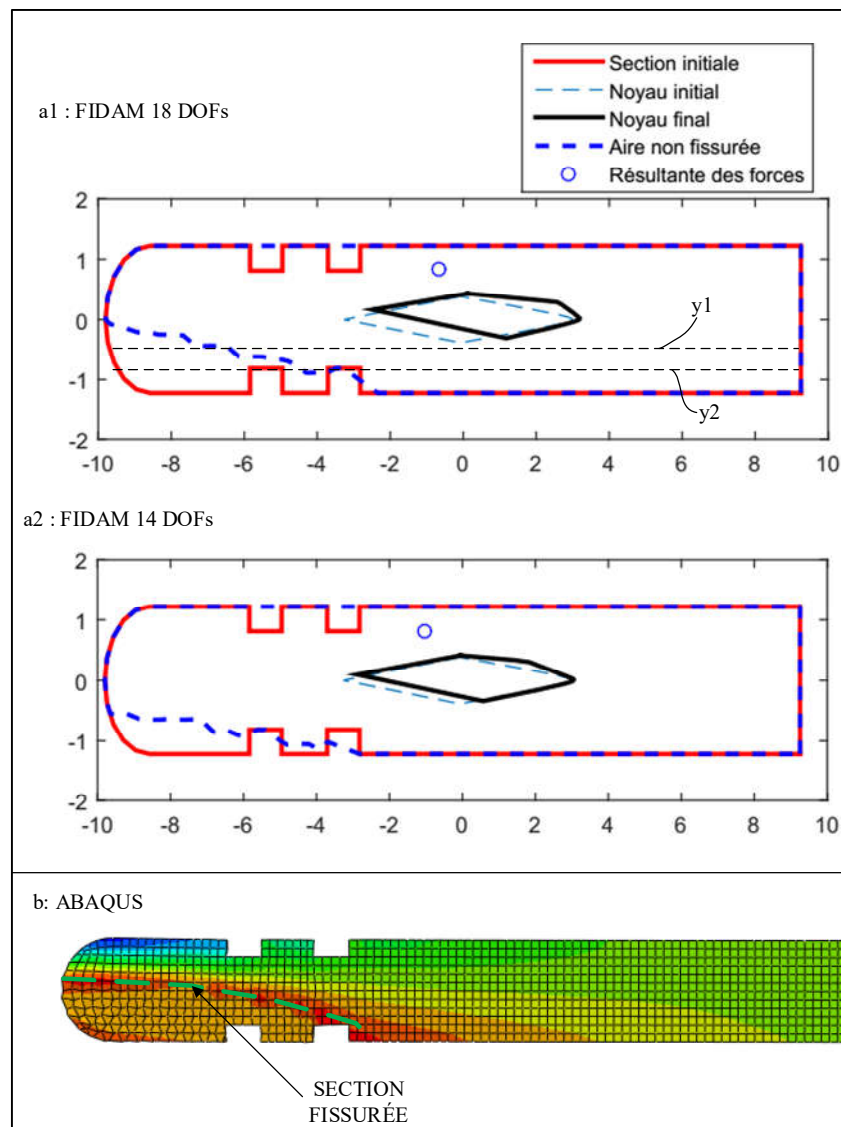 Section initiale
Noyau initial
Noyau final
Aire non fissurée
Résultante des forces
a1 : FIDAM 18 DOFs
2
1
0
-1
-2
y1
y2
-10 -8 -6 -4 -2 0 2 4 6 8 10
a2 : FIDAM 14 DOFs
2
1
0
-1
-2
-10 -8 -6 -4 -2 0 2 4 6 8 10
b: ABAQUS
SECTION
FISSURÉE